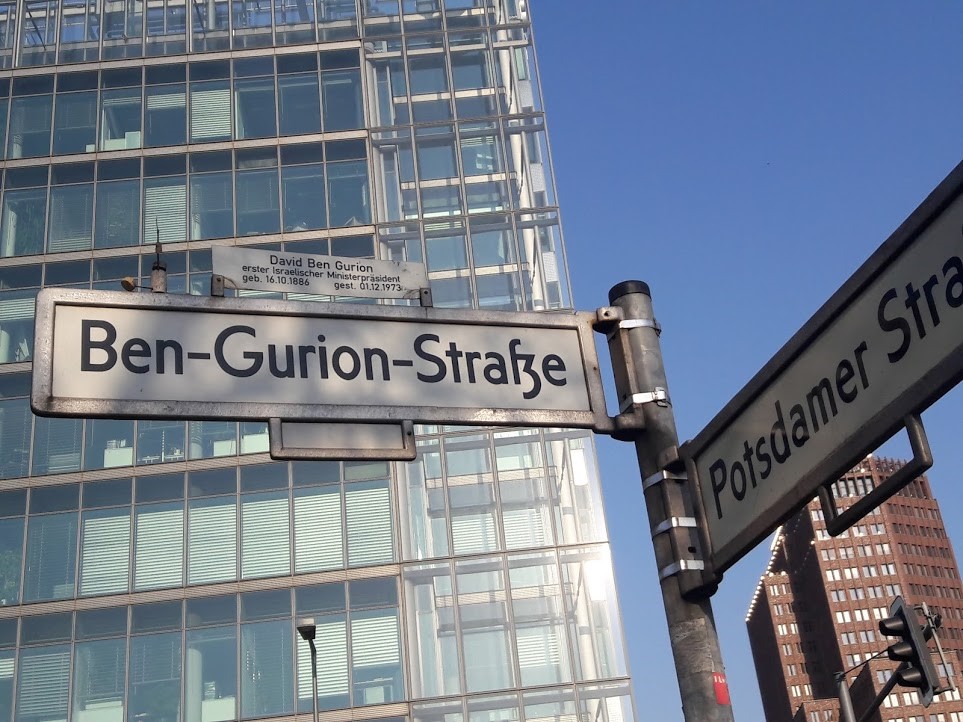 David Ben Gurion
erster Israelischer Ministerpräsident
geb. 16.10.1886 gest. 01.12.1973
Ben-Gurion-Straße
Potsdamer Stra